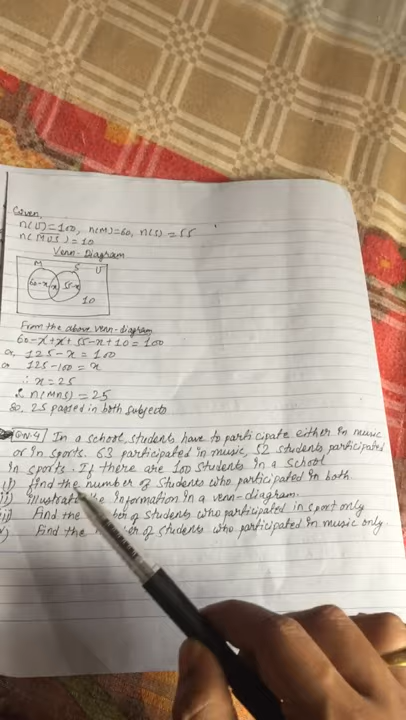 Given,
n(U) = 100, n(M)=60, n(S) = 55
n(M∪S) = 10
Venn-Diagram
M S U
60-x x 55-x
10
From the above venn-diagram
60-x+x+55-x+10=100
or, 125-x=100
or 125-100=x
∴ x=25
∴ n(M∩S)=25
So, 25 passed in both subjects.
Q.N.4 In a school, students have to participate either in music
or in sports. 63 participated in music, 52 students participated
in sports. If there are 100 students in a school
(i) find the number of students who participated in both.
ii) illustrate the information in a venn-diagram.
Find the of students who participated in sport only
Find the of students who participated in music only.